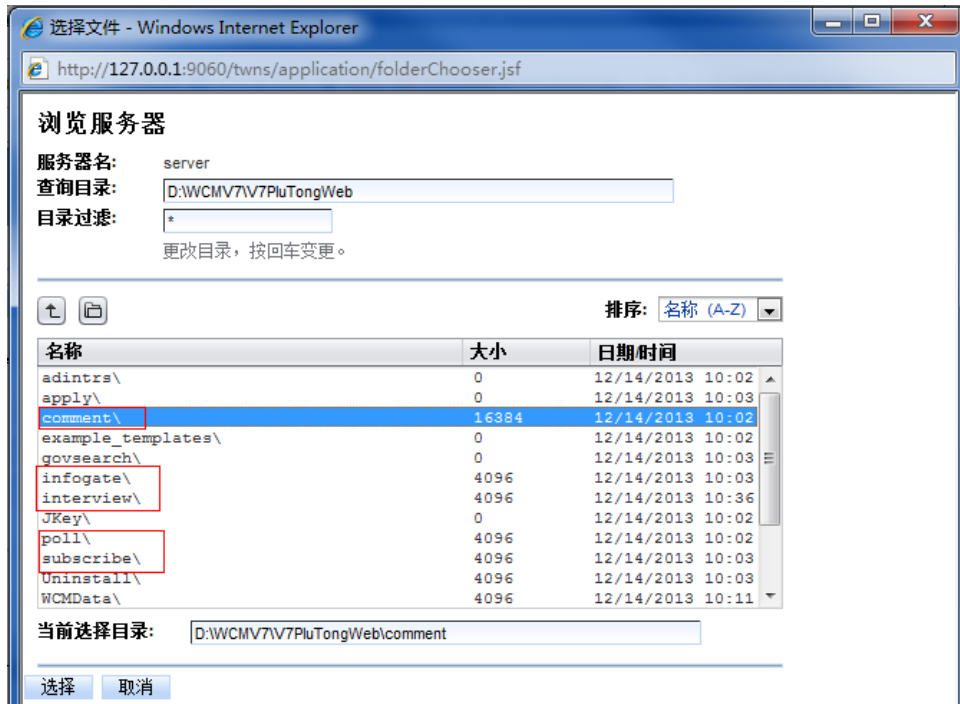 选择文件 - Windows Internet Explorer
http://127.0.0.1:9060/twns/application/folderChooser.jsf
浏览服务器
服务器名: server
查询目录: D:\WCMV7\V7PluTongWeb
目录过滤: *
更改目录，按回车变更。
排序: 名称 (A-Z)
名称 大小 日期/时间
adintrs\ 0 12/14/2013 10:02
apply\ 0 12/14/2013 10:03
comment\ 16384 12/14/2013 10:02
example_templates\ 0 12/14/2013 10:02
govsearch\ 0 12/14/2013 10:03
infogate\ 4096 12/14/2013 10:03
interview\ 4096 12/14/2013 10:36
JKey\ 0 12/14/2013 10:02
poll\ 4096 12/14/2013 10:02
subscribe\ 4096 12/14/2013 10:03
Uninstall\ 4096 12/14/2013 10:03
WCMData\ 4096 12/14/2013 10:11
当前选择目录: D:\WCMV7\V7PluTongWeb\comment
选择 取消